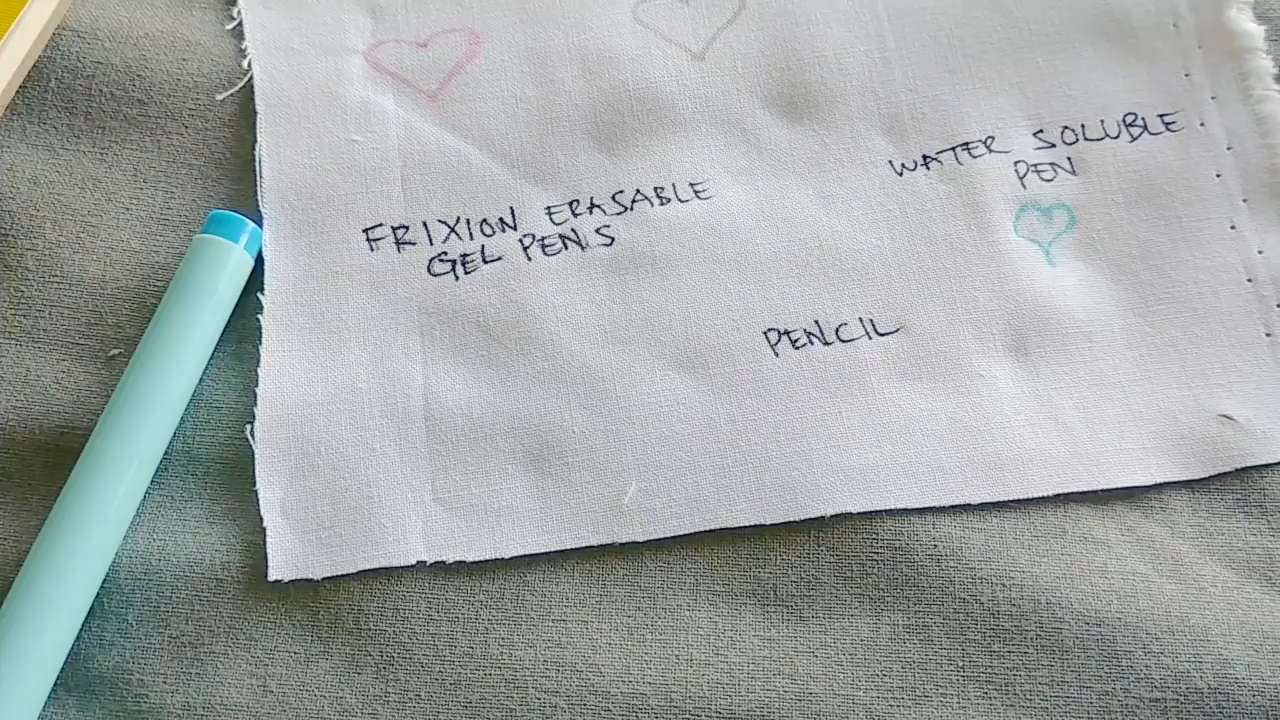 WATER SOLUBLE
PEN
FRIXION ERASABLE
GEL PENS
PENCIL